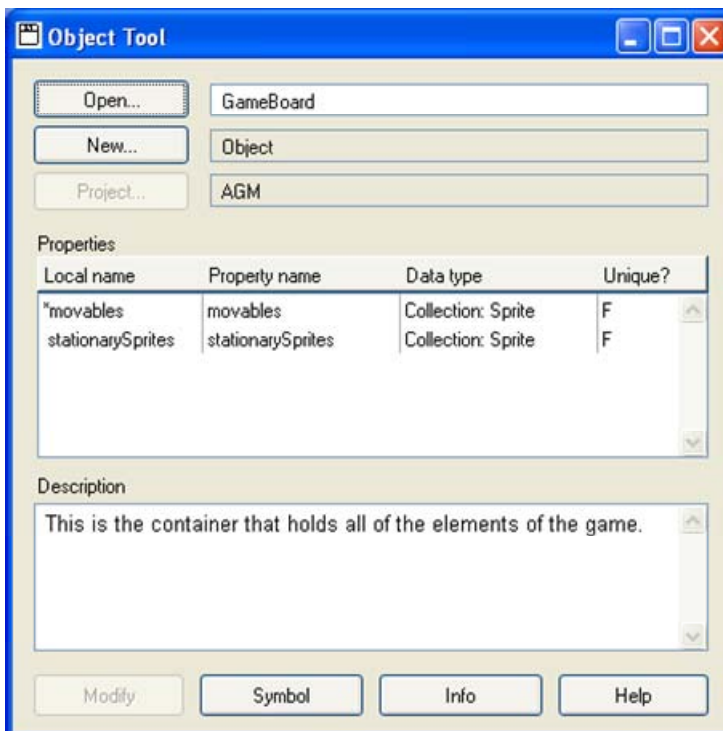 Object Tool
Open... GameBoard
New... Object
Project... AGM
Properties
Local name Property name Data type Unique?
*movables movables Collection: Sprite F
stationarySprites stationarySprites Collection: Sprite F
Description
This is the container that holds all of the elements of the game.
Modify Symbol Info Help